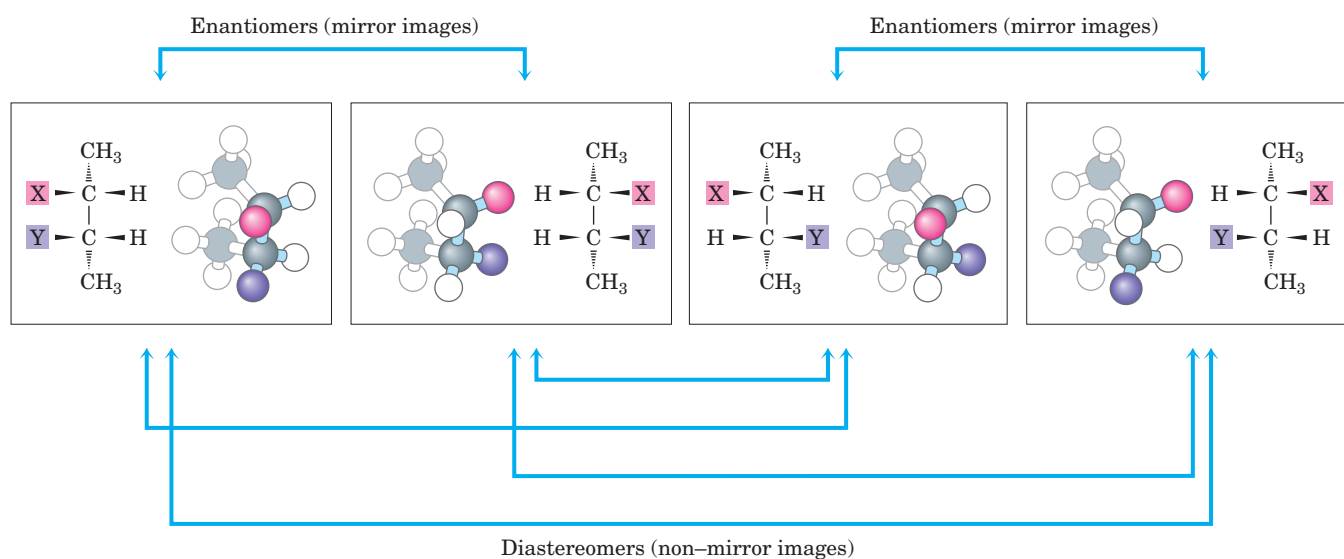 Enantiomers (mirror images) Enantiomers (mirror images)
CH3 CH3 CH3 CH3
X C H H C X X C H H C X
Y C H H C Y H C Y Y C H
CH3 CH3 CH3 CH3
Diastereomers (non–mirror images)